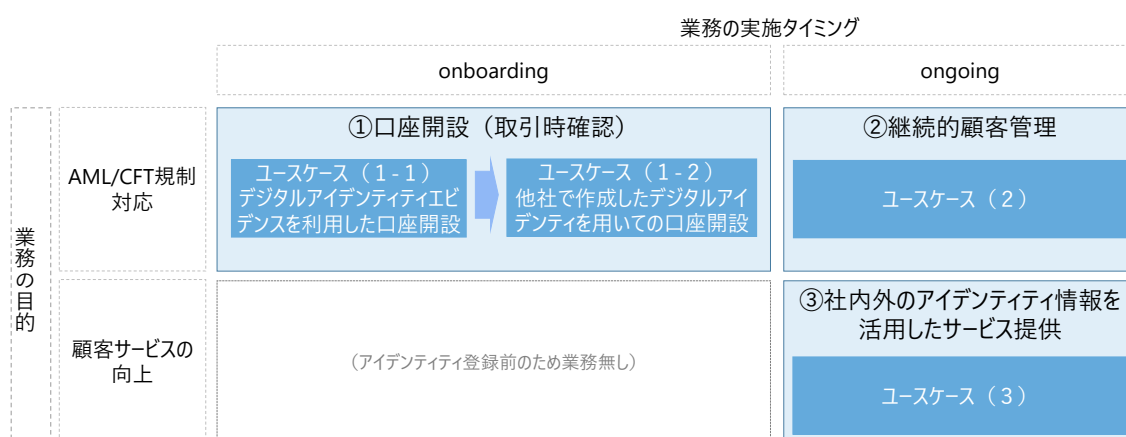 業務の実施タイミング
onboarding
ongoing
業務の目的
AML/CFT規制
対応
①口座開設（取引時確認）
ユースケース（１-１）
デジタルアイデンティティエビ
デンスを利用した口座開設
ユースケース（１-２）
他社で作成したデジタルアイ
デンティを用いての口座開設
②継続的顧客管理
ユースケース（２）
顧客サービスの
向上
（アイデンティティ登録前のため業務無し）
③社内外のアイデンティティ情報を
活用したサービス提供
ユースケース（３）